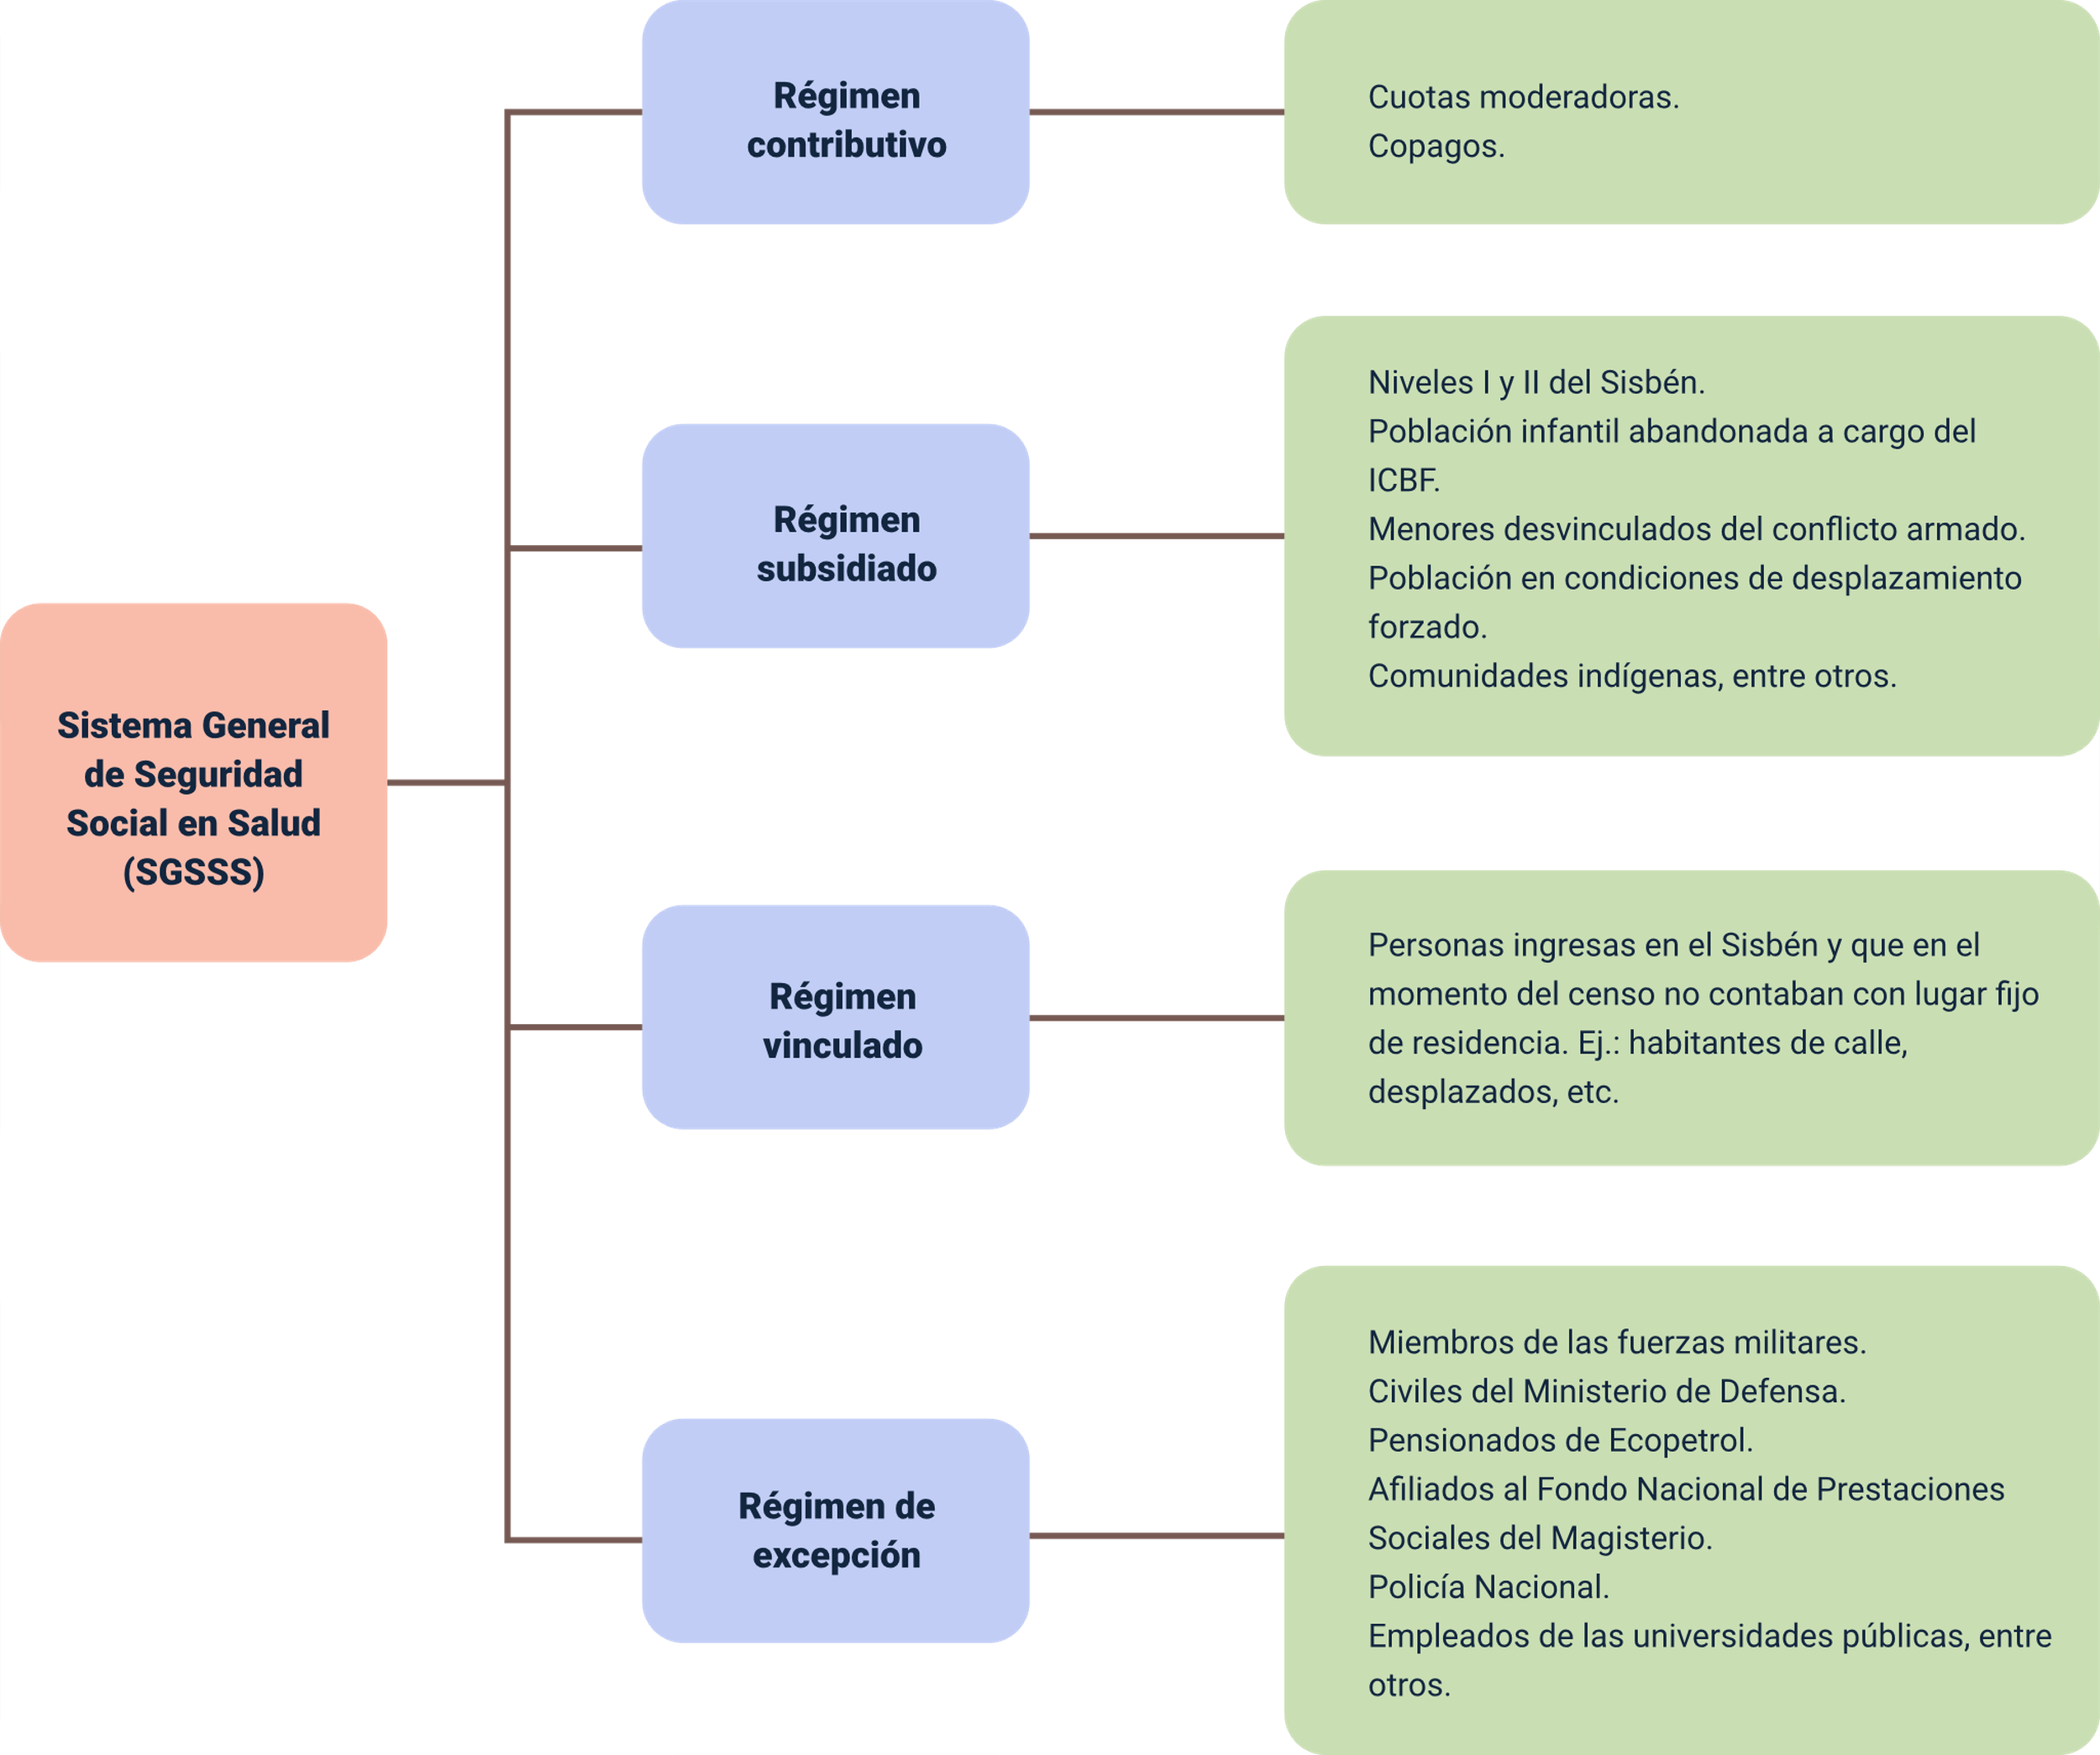 Sistema General
de Seguridad
Social en Salud
(SGSSS)
Régimen
contributivo
Cuotas moderadoras.
Copagos.
Régimen
subsidiado
Niveles I y II del Sisbén.
Población infantil abandonada a cargo del
ICBF.
Menores desvinculados del conflicto armado.
Población en condiciones de desplazamiento
forzado.
Comunidades indígenas, entre otros.
Régimen
vinculado
Personas ingresas en el Sisbén y que en el
momento del censo no contaban con lugar fijo
de residencia. Ej.: habitantes de calle,
desplazados, etc.
Régimen de
excepción
Miembros de las fuerzas militares.
Civiles del Ministerio de Defensa.
Pensionados de Ecopetrol.
Afiliados al Fondo Nacional de Prestaciones
Sociales del Magisterio.
Policía Nacional.
Empleados de las universidades públicas, entre
otros.